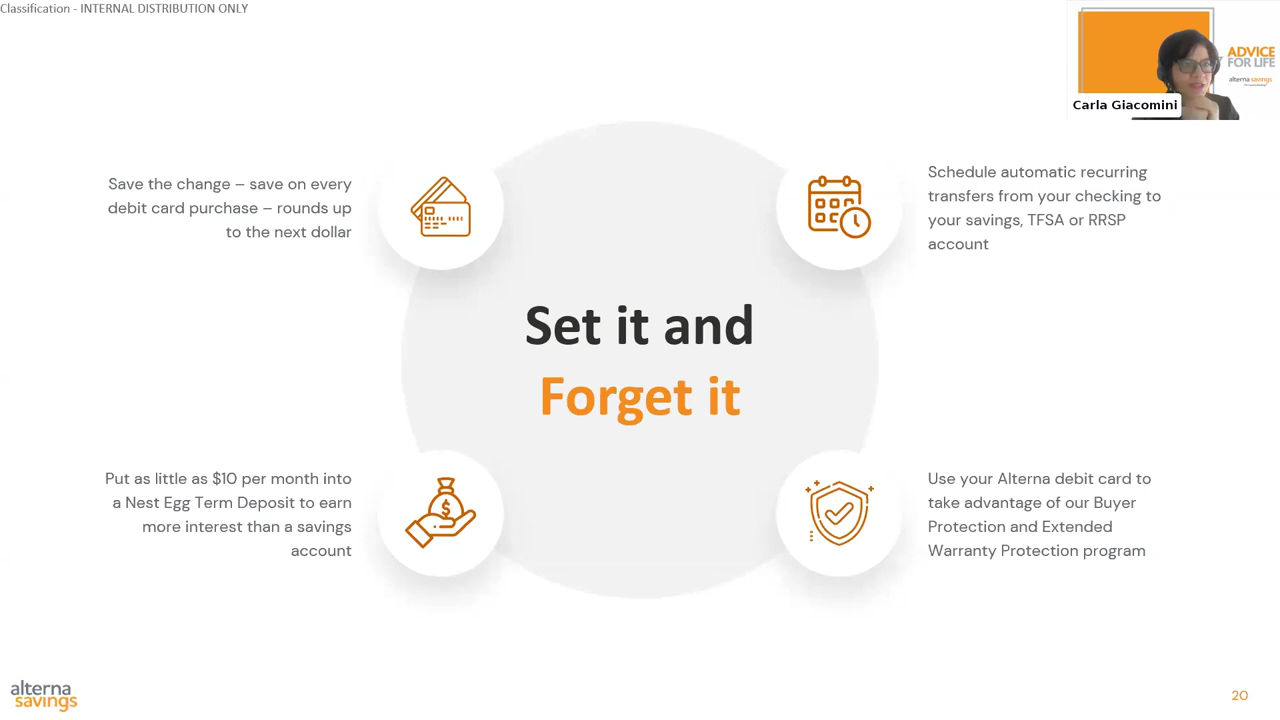 Classification - INTERNAL DISTRIBUTION ONLY
ADVICE
FOR LIFE
alterna savings
Carla Giacomini
Save the change – save on every
debit card purchase – rounds up
to the next dollar
Schedule automatic recurring
transfers from your checking to
your savings, TFSA or RRSP
account
Set it and
Forget it
Put as little as $10 per month into
a Nest Egg Term Deposit to earn
more interest than a savings
account
$
Use your Alterna debit card to
take advantage of our Buyer
Protection and Extended
Warranty Protection program
alterna
savings
20